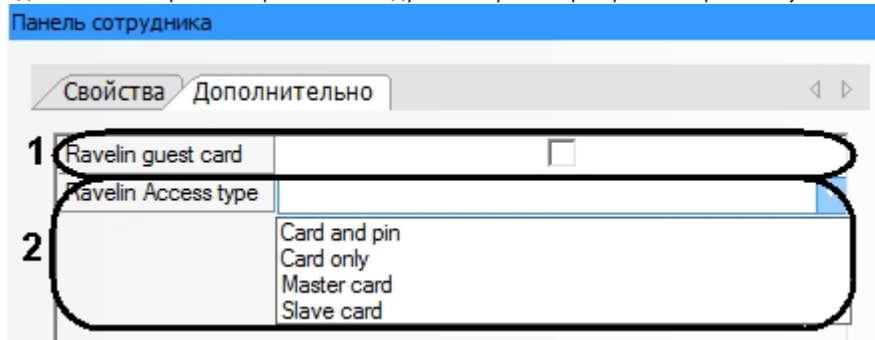 Панель сотрудника
Свойства Дополнительно
1 Ravelin guest card
Ravelin Access type
2
Card and pin
Card only
Master card
Slave card